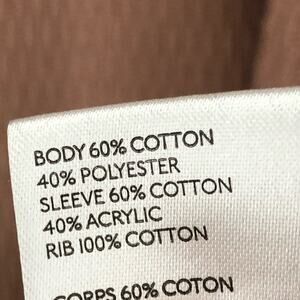 BODY 60% COTTON
40% POLYESTER
SLEEVE 60% COTTON
40% ACRYLIC
RIB 100% COTTON
CORPS 60% COTON